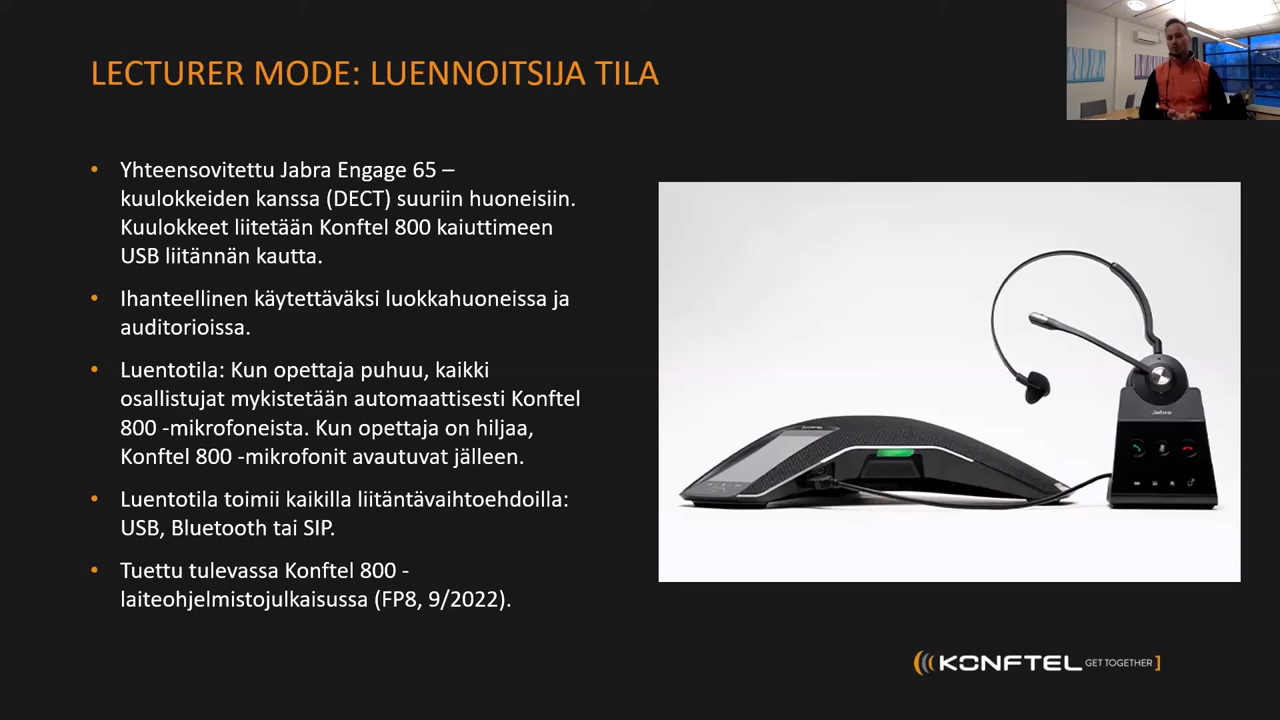 LECTURER MODE: LUENNOITSIJA TILA
• Yhteensovitettu Jabra Engage 65 –
kuulokkeiden kanssa (DECT) suuriin huoneisiin.
Kuulokkeet liitetään Konftel 800 kaiuttimeen
USB liitännän kautta.
• Ihanteellinen käytettäväksi luokkahuoneissa ja
auditorioissa.
• Luentotila: Kun opettaja puhuu, kaikki
osallistujat mykistetään automaattisesti Konftel
800 -mikrofoneista. Kun opettaja on hiljaa,
Konftel 800 -mikrofonit avautuvat jälleen.
• Luentotila toimii kaikilla liitäntävaihtoehdoilla:
USB, Bluetooth tai SIP.
• Tuettu tulevassa Konftel 800 -
laiteohjelmistojulkaisussa (FP8, 9/2022).
Jabra
KONFTEL GET TOGETHER